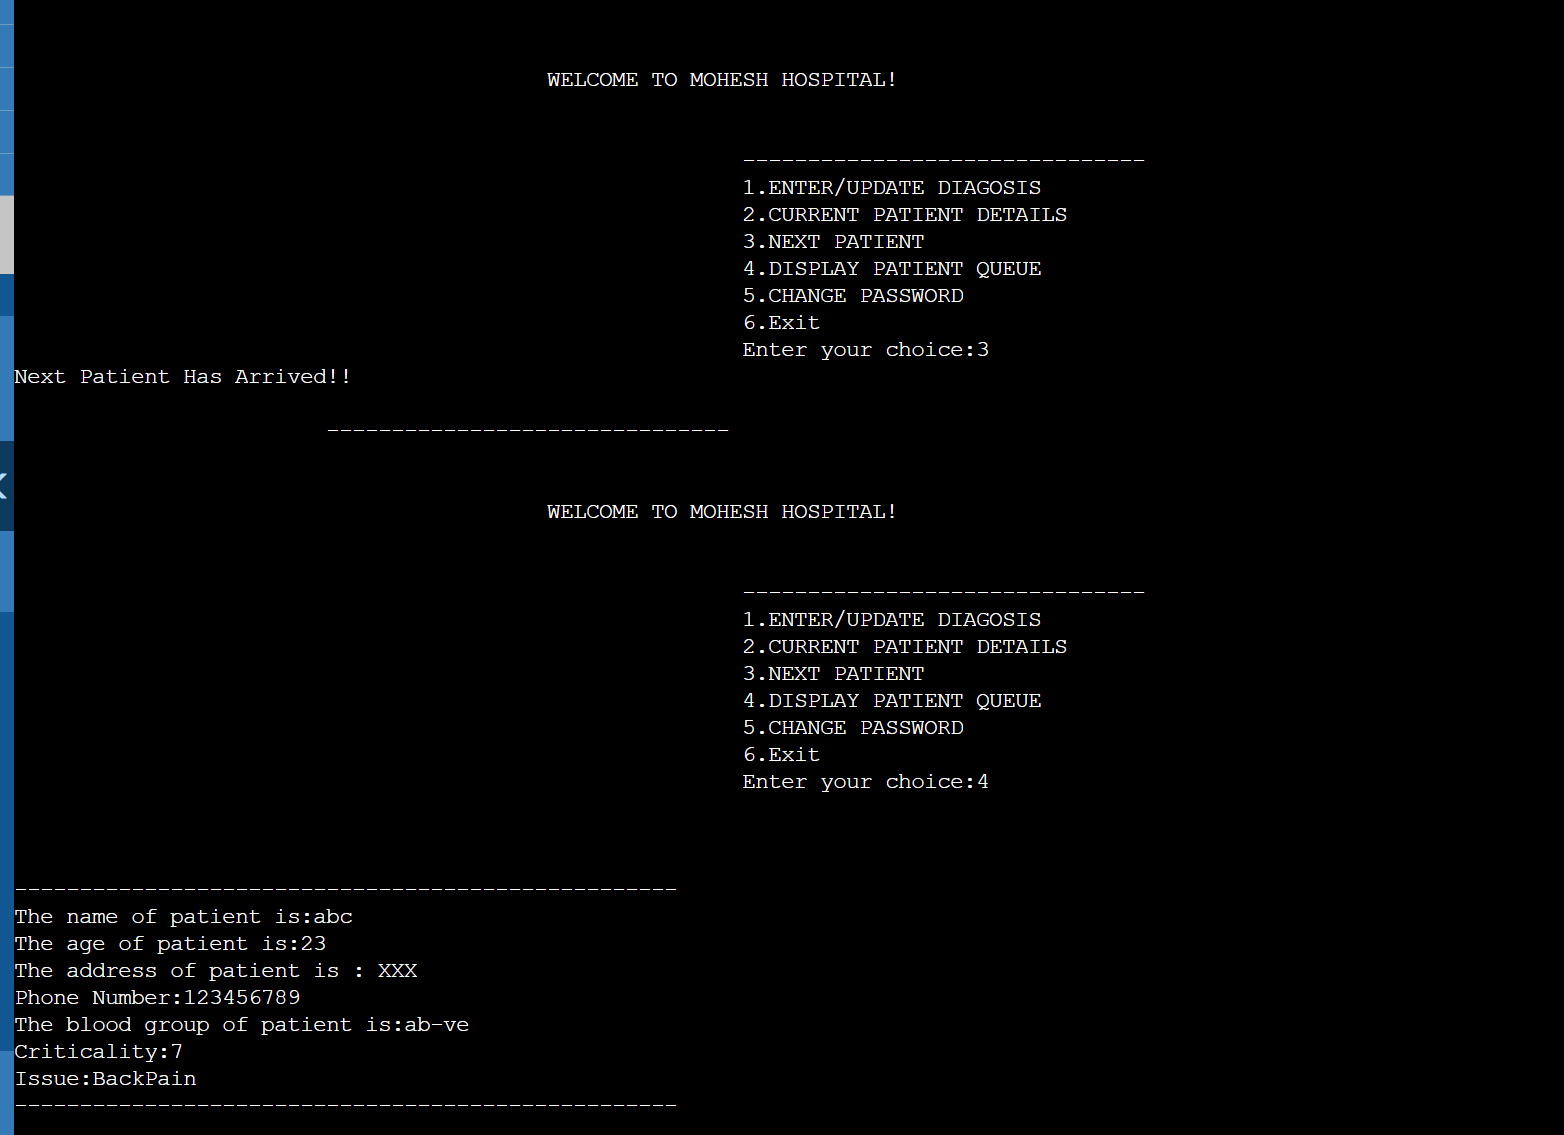 WELCOME TO MOHESH HOSPITAL!
-------------------------------
1.ENTER/UPDATE DIAGOSIS
2.CURRENT PATIENT DETAILS
3.NEXT PATIENT
4.DISPLAY PATIENT QUEUE
5.CHANGE PASSWORD
6.Exit
Enter your choice:3
Next Patient Has Arrived!!
-------------------------------
WELCOME TO MOHESH HOSPITAL!
-------------------------------
1.ENTER/UPDATE DIAGOSIS
2.CURRENT PATIENT DETAILS
3.NEXT PATIENT
4.DISPLAY PATIENT QUEUE
5.CHANGE PASSWORD
6.Exit
Enter your choice:4
---------------------------------------------------
The name of patient is:abc
The age of patient is:23
The address of patient is : XXX
Phone Number:123456789
The blood group of patient is:ab-ve
Criticality:7
Issue:BackPain
---------------------------------------------------